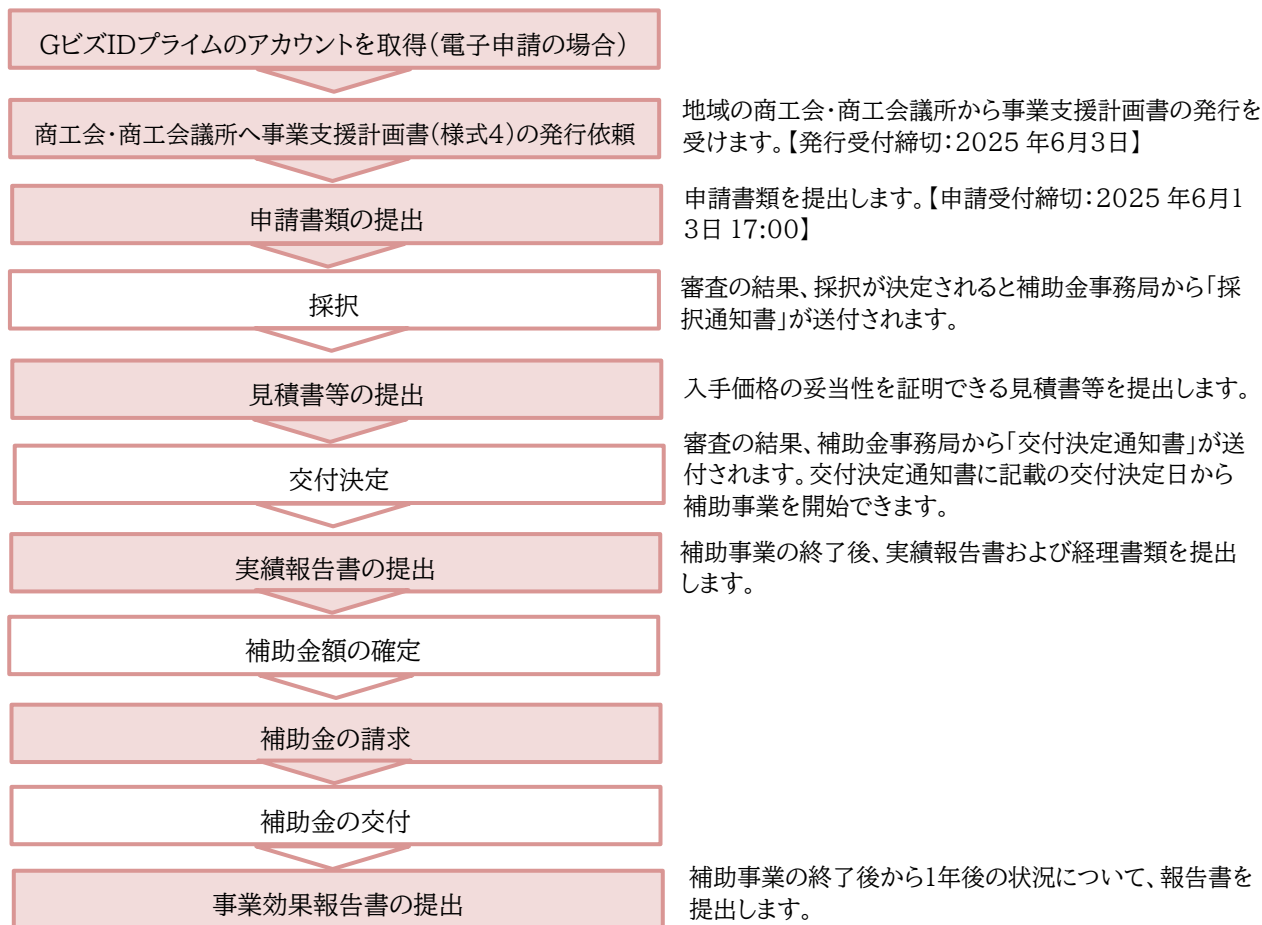 GビズIDプライムのアカウントを取得(電子申請の場合)
商工会・商工会議所へ事業支援計画書(様式4)の発行依頼
地域の商工会・商工会議所から事業支援計画書の発行を
受けます。【発行受付締切:2025 年6月3日】
申請書類の提出
申請書類を提出します。【申請受付締切:2025 年6月1
3日 17:00】
採択
審査の結果、採択が決定されると補助金事務局から「採
択通知書」が送付されます。
見積書等の提出
入手価格の妥当性を証明できる見積書等を提出します。
交付決定
審査の結果、補助金事務局から「交付決定通知書」が送
付されます。交付決定通知書に記載の交付決定日から
補助事業を開始できます。
実績報告書の提出
補助事業の終了後、実績報告書および経理書類を提出
します。
補助金額の確定
補助金の請求
補助金の交付
事業効果報告書の提出
補助事業の終了後から1年後の状況について、報告書を
提出します。